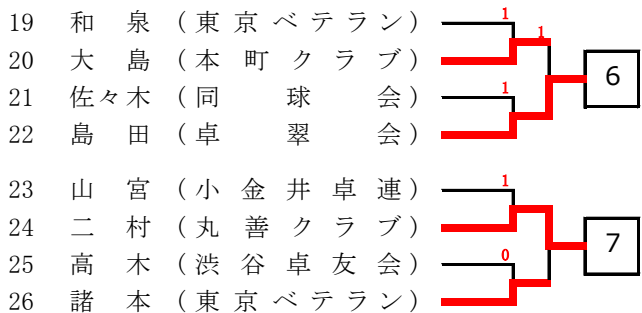 19 和 泉 (東京ベテラン) 1
1
20 大 島 (本町クラブ)
6
21 佐々木 (同球会) 1
22 島 田 (卓翠会)
23 山 宮 (小金井卓連) 1
24 二 村 (丸善クラブ)
7
25 高 木 (渋谷卓友会) 0
26 諸 本 (東京ベテラン)